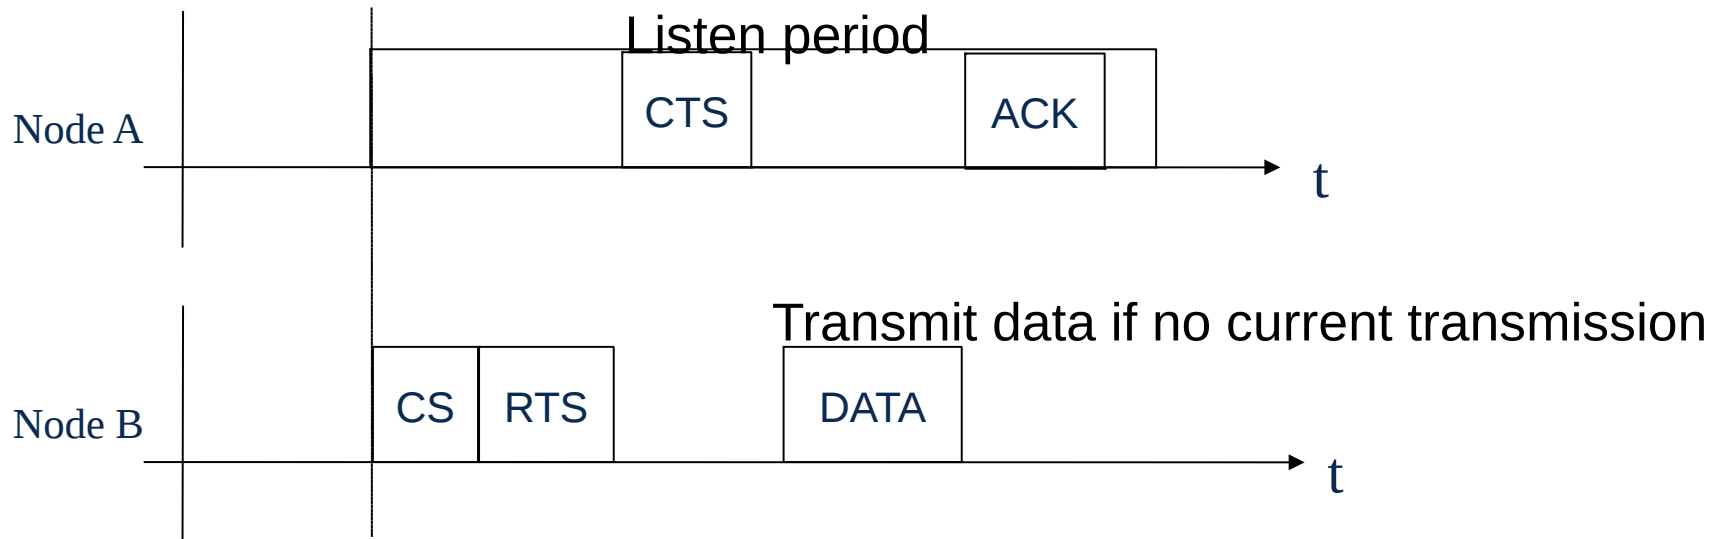 Listen period
CTS
ACK
Node A
t
Transmit data if no current transmission
CS
RTS
DATA
Node B
t